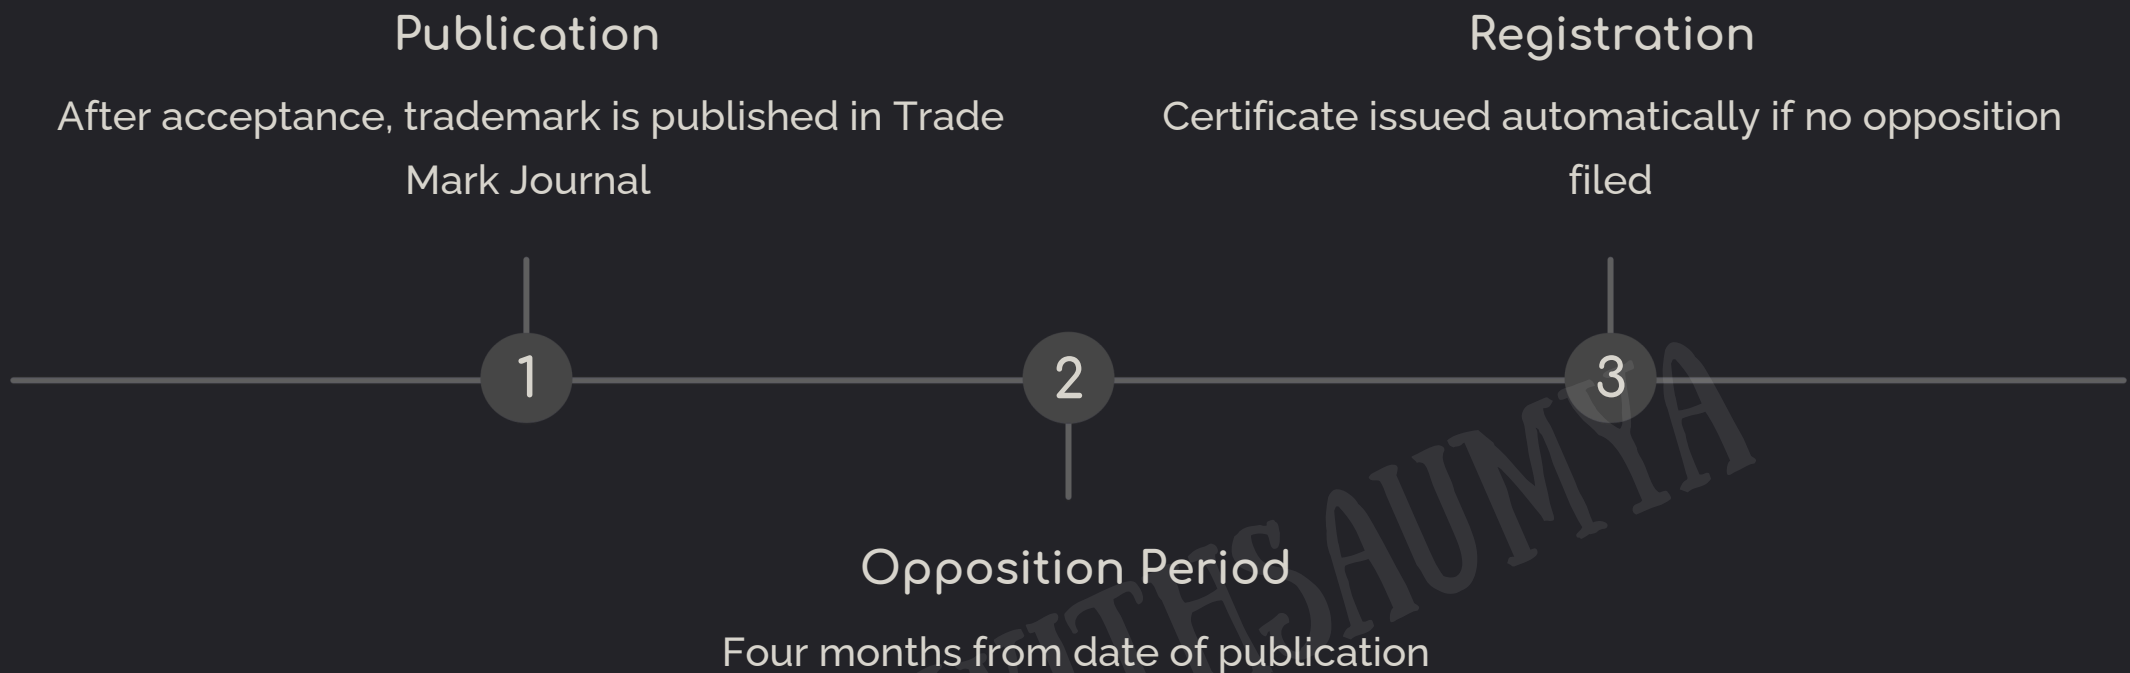 Publication
After acceptance, trademark is published in Trade
Mark Journal
Registration
Certificate issued automatically if no opposition
filed
1
2
3
Opposition Period
Four months from date of publication